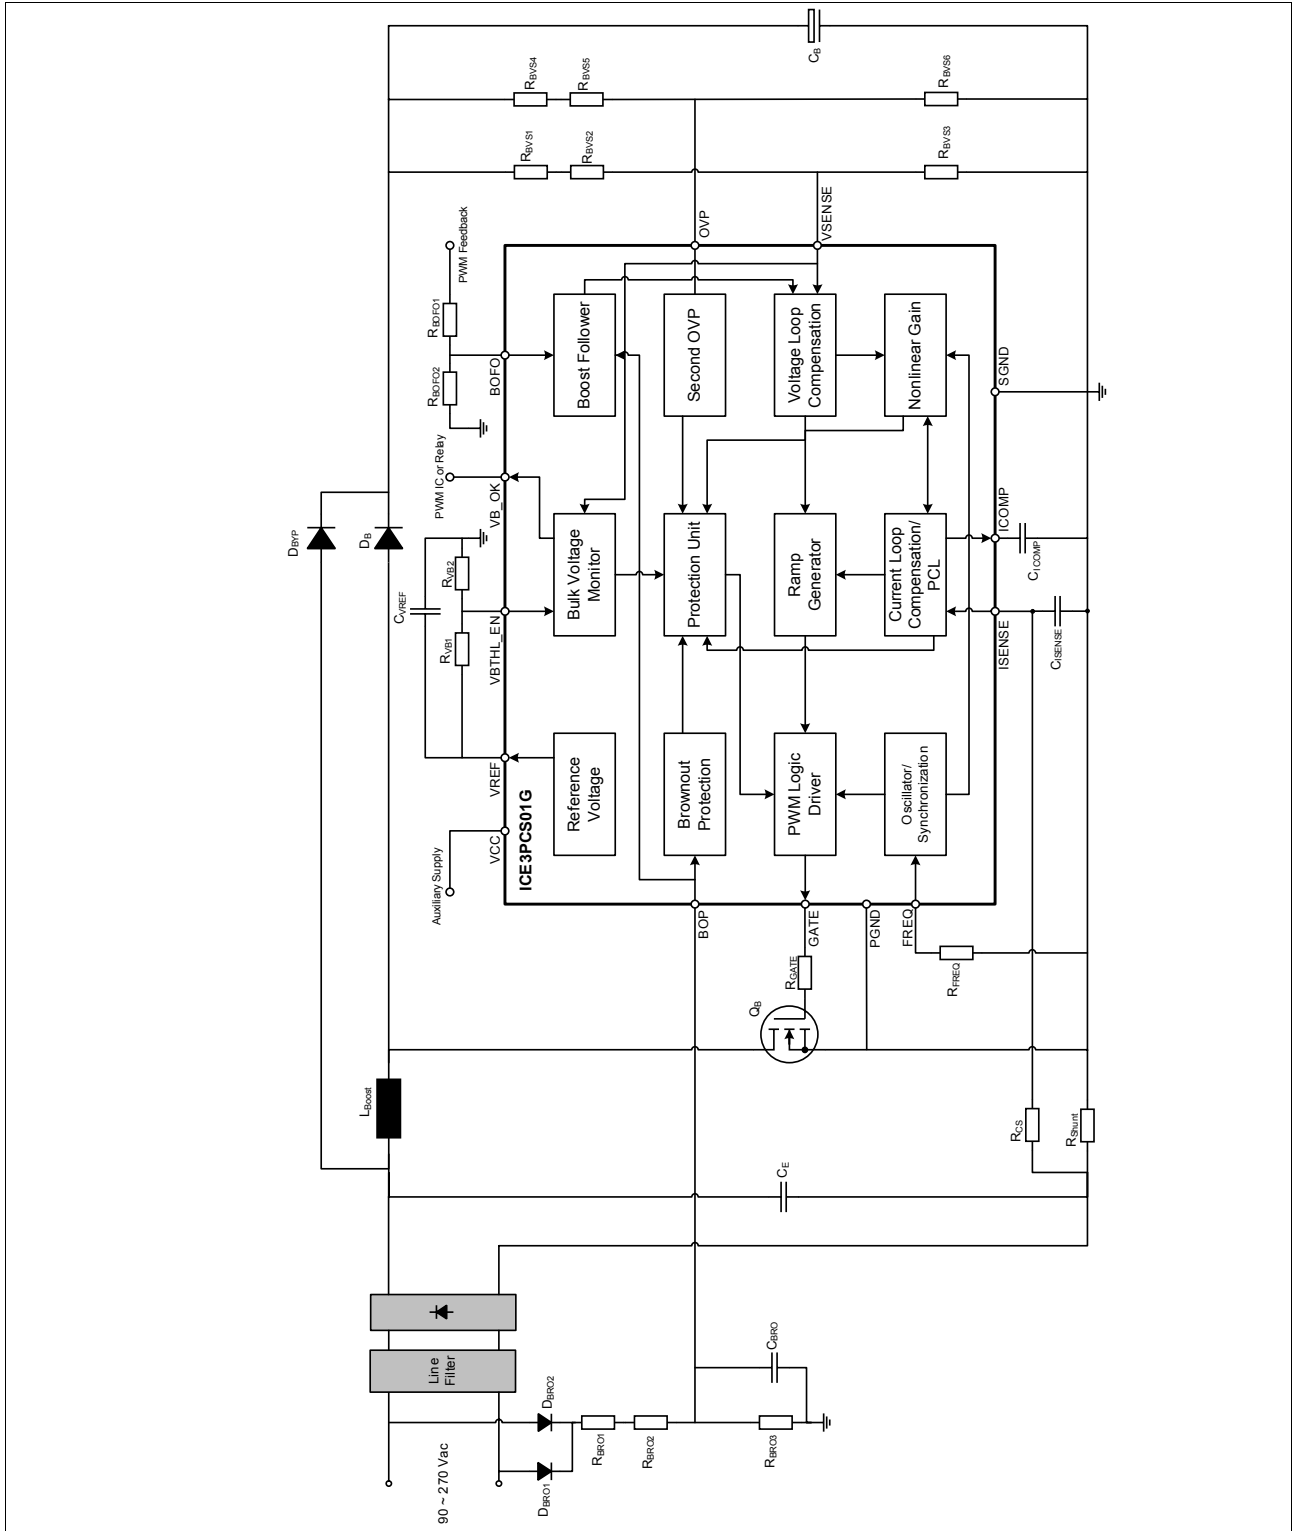 90 ~ 270 Vac
Line
Filter
DBRO1
DBRO2
RBRO1
RBRO2
RBRO3
CBRO
CE
LBoost
DBYP
DB
QB
RGATE
RCS
RShunt
RFREQ
Auxiliary Supply
VCC
VREF
CVREF
RVB1
RVB2
VBTHL_EN
PWM IC or Relay
VB_OK
RBOFO2
RBOFO1
BOFO
PWM Feedback
ICE3PCS01G
Reference
Voltage
Bulk Voltage
Monitor
Boost Follower
Brownout
Protection
Protection Unit
Second OVP
PWM Logic
Driver
Ramp
Generator
Voltage Loop
Compensation
Oscillator/
Synchronization
Current Loop
Compensation/
PCL
Nonlinear Gain
BOP
GATE
PGND
FREQ
OVP
VSENSE
ISENSE
ICOMP
SGND
CISENSE
CICOMP
RBVS1
RBVS2
RBVS3
RBVS4
RBVS5
RBVS6
CB